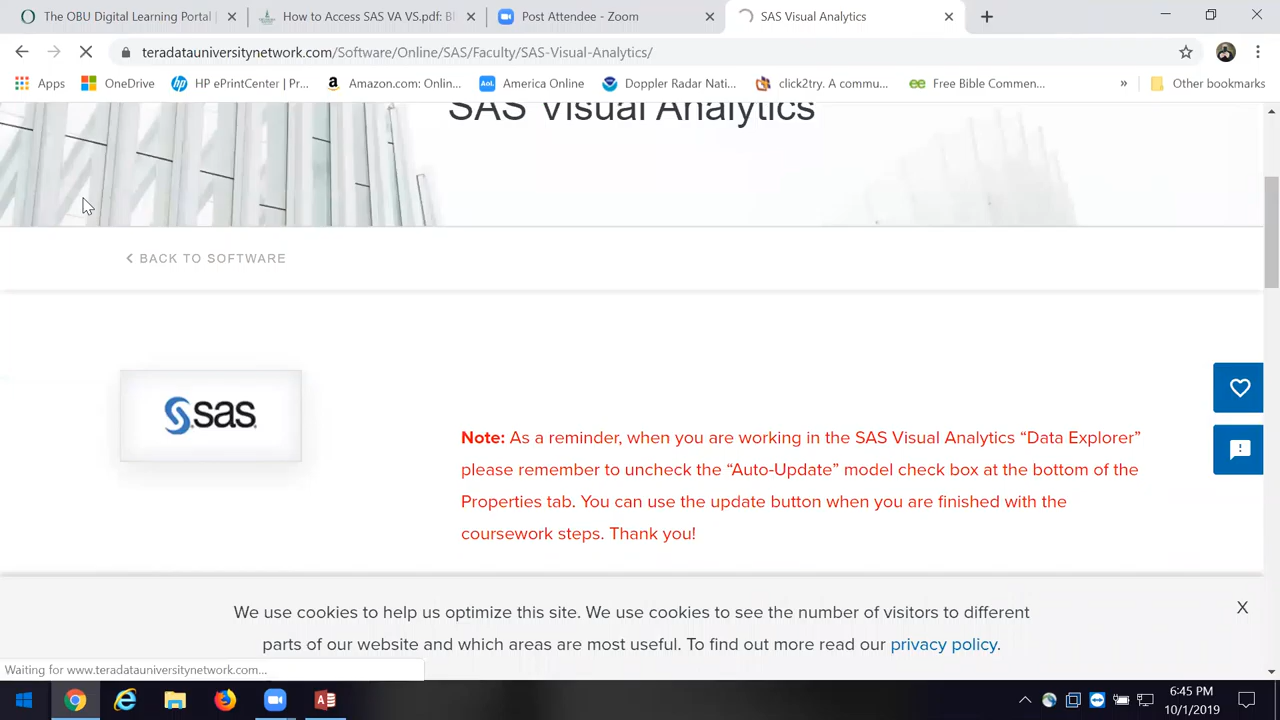 The OBU Digital Learning Portal
How to Access SAS VA VS.pdf: Bl
Post Attendee - Zoom
SAS Visual Analytics
teradatauniversitynetwork.com/Software/Online/SAS/Faculty/SAS-Visual-Analytics/
Apps
OneDrive
HP ePrintCenter | Pr...
Amazon.com: Onlin...
America Online
Doppler Radar Nati...
click2try. A commu...
Free Bible Commen...
»
Other bookmarks
SAS Visual Analytics
BACK TO SOFTWARE
sas
Note: As a reminder, when you are working in the SAS Visual Analytics “Data Explorer”
please remember to uncheck the “Auto-Update” model check box at the bottom of the
Properties tab. You can use the update button when you are finished with the
coursework steps. Thank you!
We use cookies to help us optimize this site. We use cookies to see the number of visitors to different
parts of our website and which areas are most useful. To find out more read our privacy policy.
X
Waiting for www.teradatauniversitynetwork.com...
6:45 PM
10/1/2019